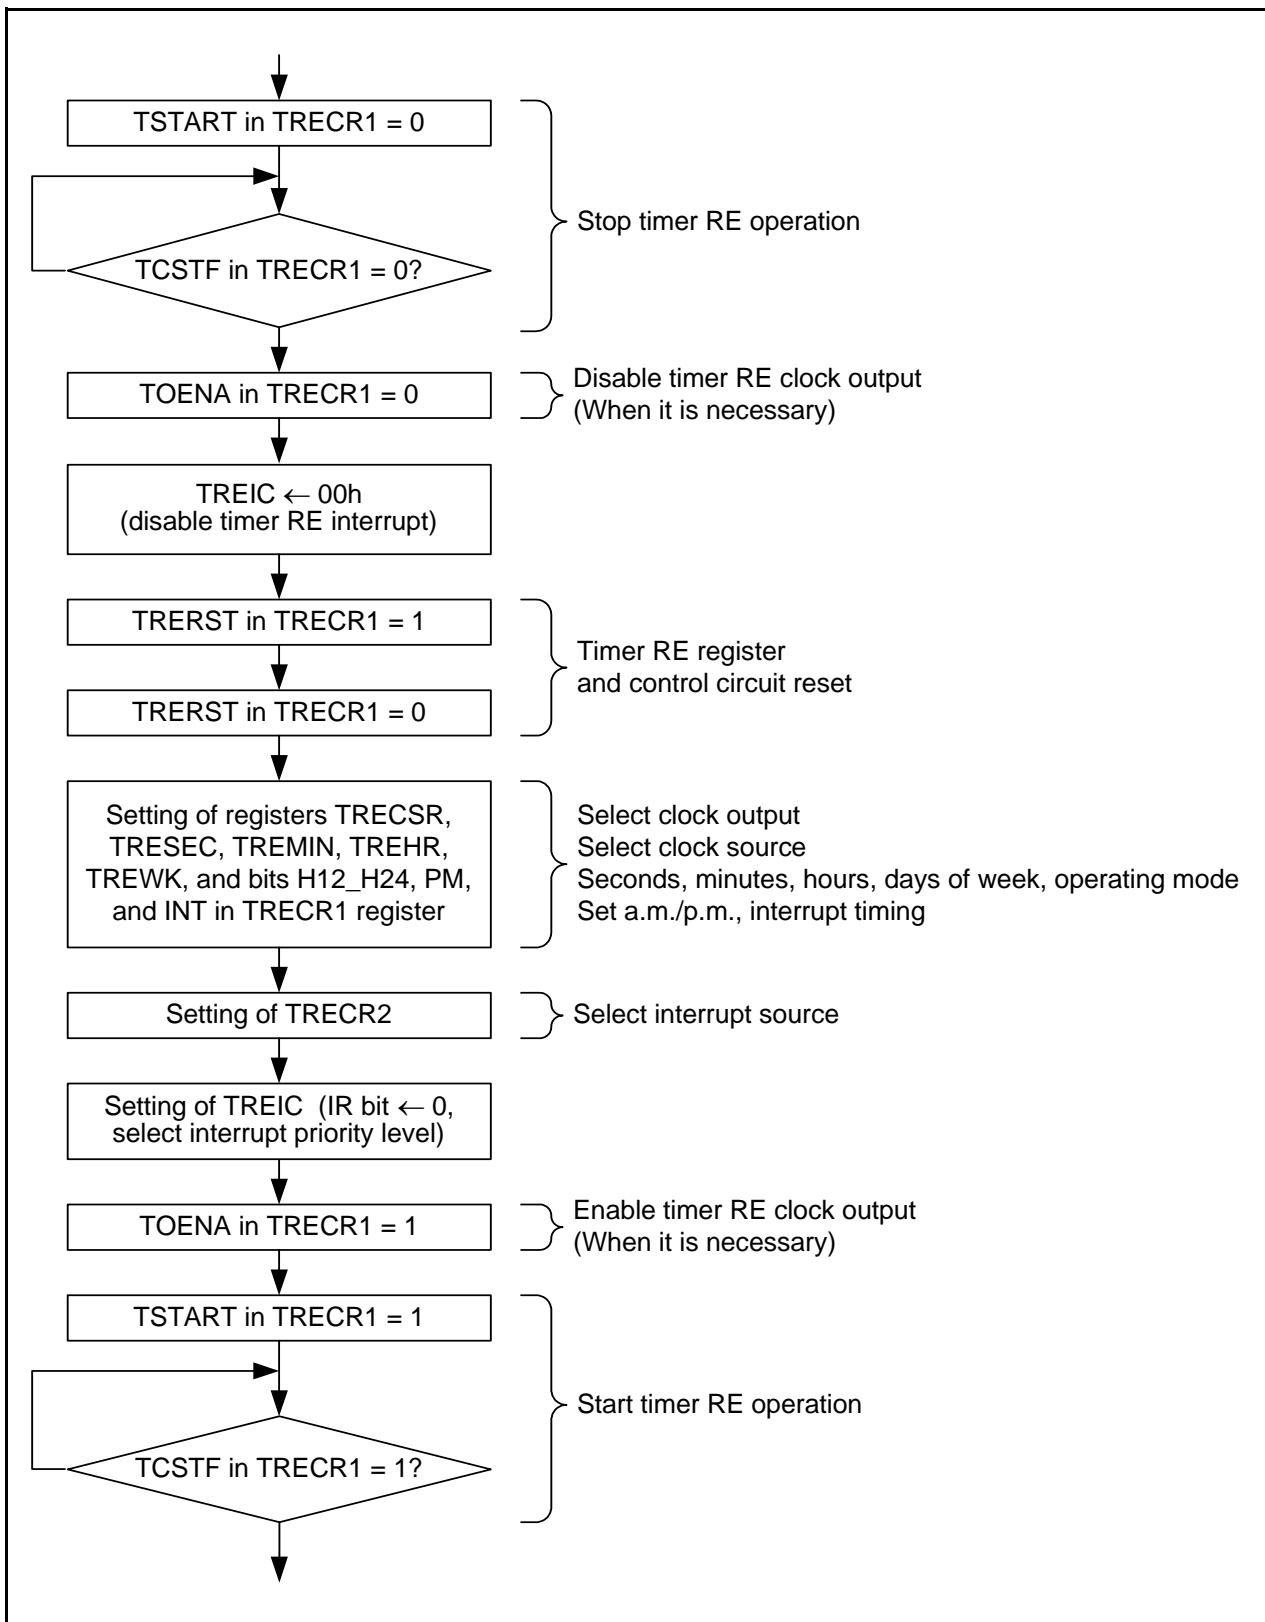 TSTART in TRECR1 = 0
TCSTF in TRECR1 = 0?
Stop timer RE operation
TOENA in TRECR1 = 0
Disable timer RE clock output
(When it is necessary)
TREIC ← 00h
(disable timer RE interrupt)
TRERST in TRECR1 = 1
TRERST in TRECR1 = 0
Timer RE register
and control circuit reset
Setting of registers TRECSR,
TRESEC, TREMIN, TREHR,
TREWK, and bits H12_H24, PM,
and INT in TRECR1 register
Select clock output
Select clock source
Seconds, minutes, hours, days of week, operating mode
Set a.m./p.m., interrupt timing
Setting of TRECR2
Select interrupt source
Setting of TREIC (IR bit ← 0,
select interrupt priority level)
TOENA in TRECR1 = 1
Enable timer RE clock output
(When it is necessary)
TSTART in TRECR1 = 1
TCSTF in TRECR1 = 1?
Start timer RE operation